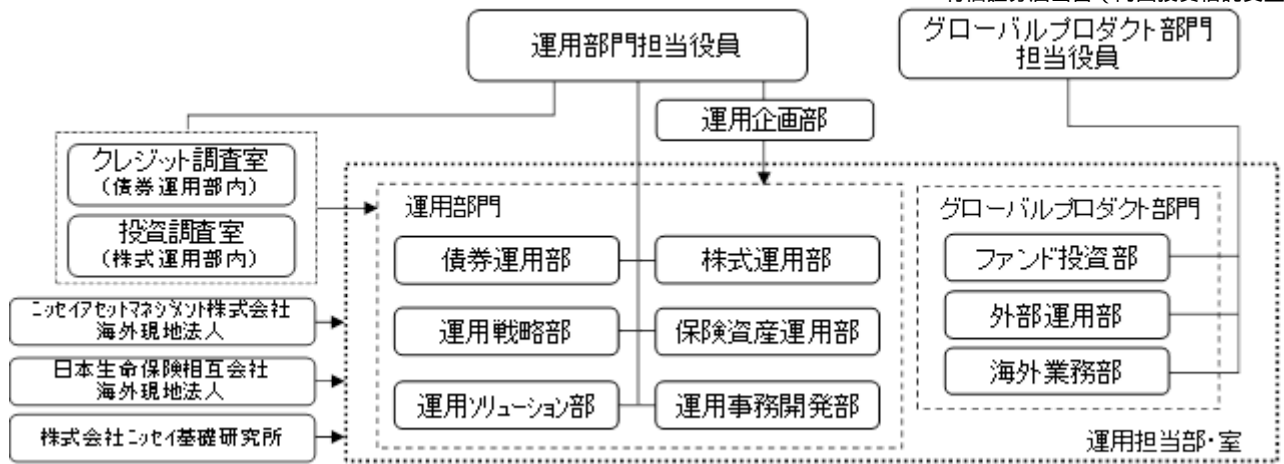 運用部門担当役員
グローバルプロダクト部門
担当役員
運用企画部
クレジット調査室
(債券運用部内)
投資調査室
(株式運用部内)
運用部門
債券運用部
株式運用部
運用戦略部
保険資産運用部
運用ソリューション部
運用事務開発部
グローバルプロダクト部門
ファンド投資部
外部運用部
海外業務部
ニッセイアセットマネジメント株式会社
海外現地法人
日本生命保険相互会社
海外現地法人
株式会社ニッセイ基礎研究所
運用担当部・室